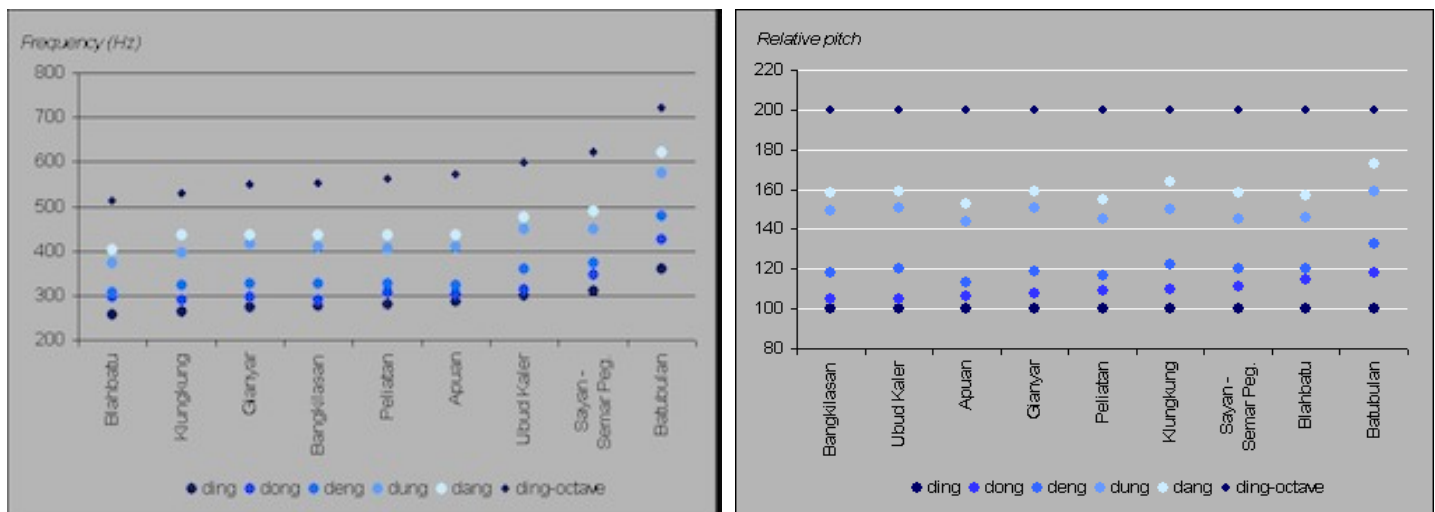 Frequency (Hz)
800
700
600
500
400
300
200
Blahbatu
Klungkung
Gianyar
Bangkilasan
Peliatan
Apuan
Ubud Kaler
Sayan -
Semar Peg.
Batubulan
ding dong deng dung dang ding-octave
Relative pitch
220
200
180
160
140
120
100
80
Bangkilasan
Ubud Kaler
Apuan
Gianyar
Peliatan
Klungkung
Sayan -
Semar Peg.
Blahbatu
Batubulan
ding dong deng dung dang ding-octave